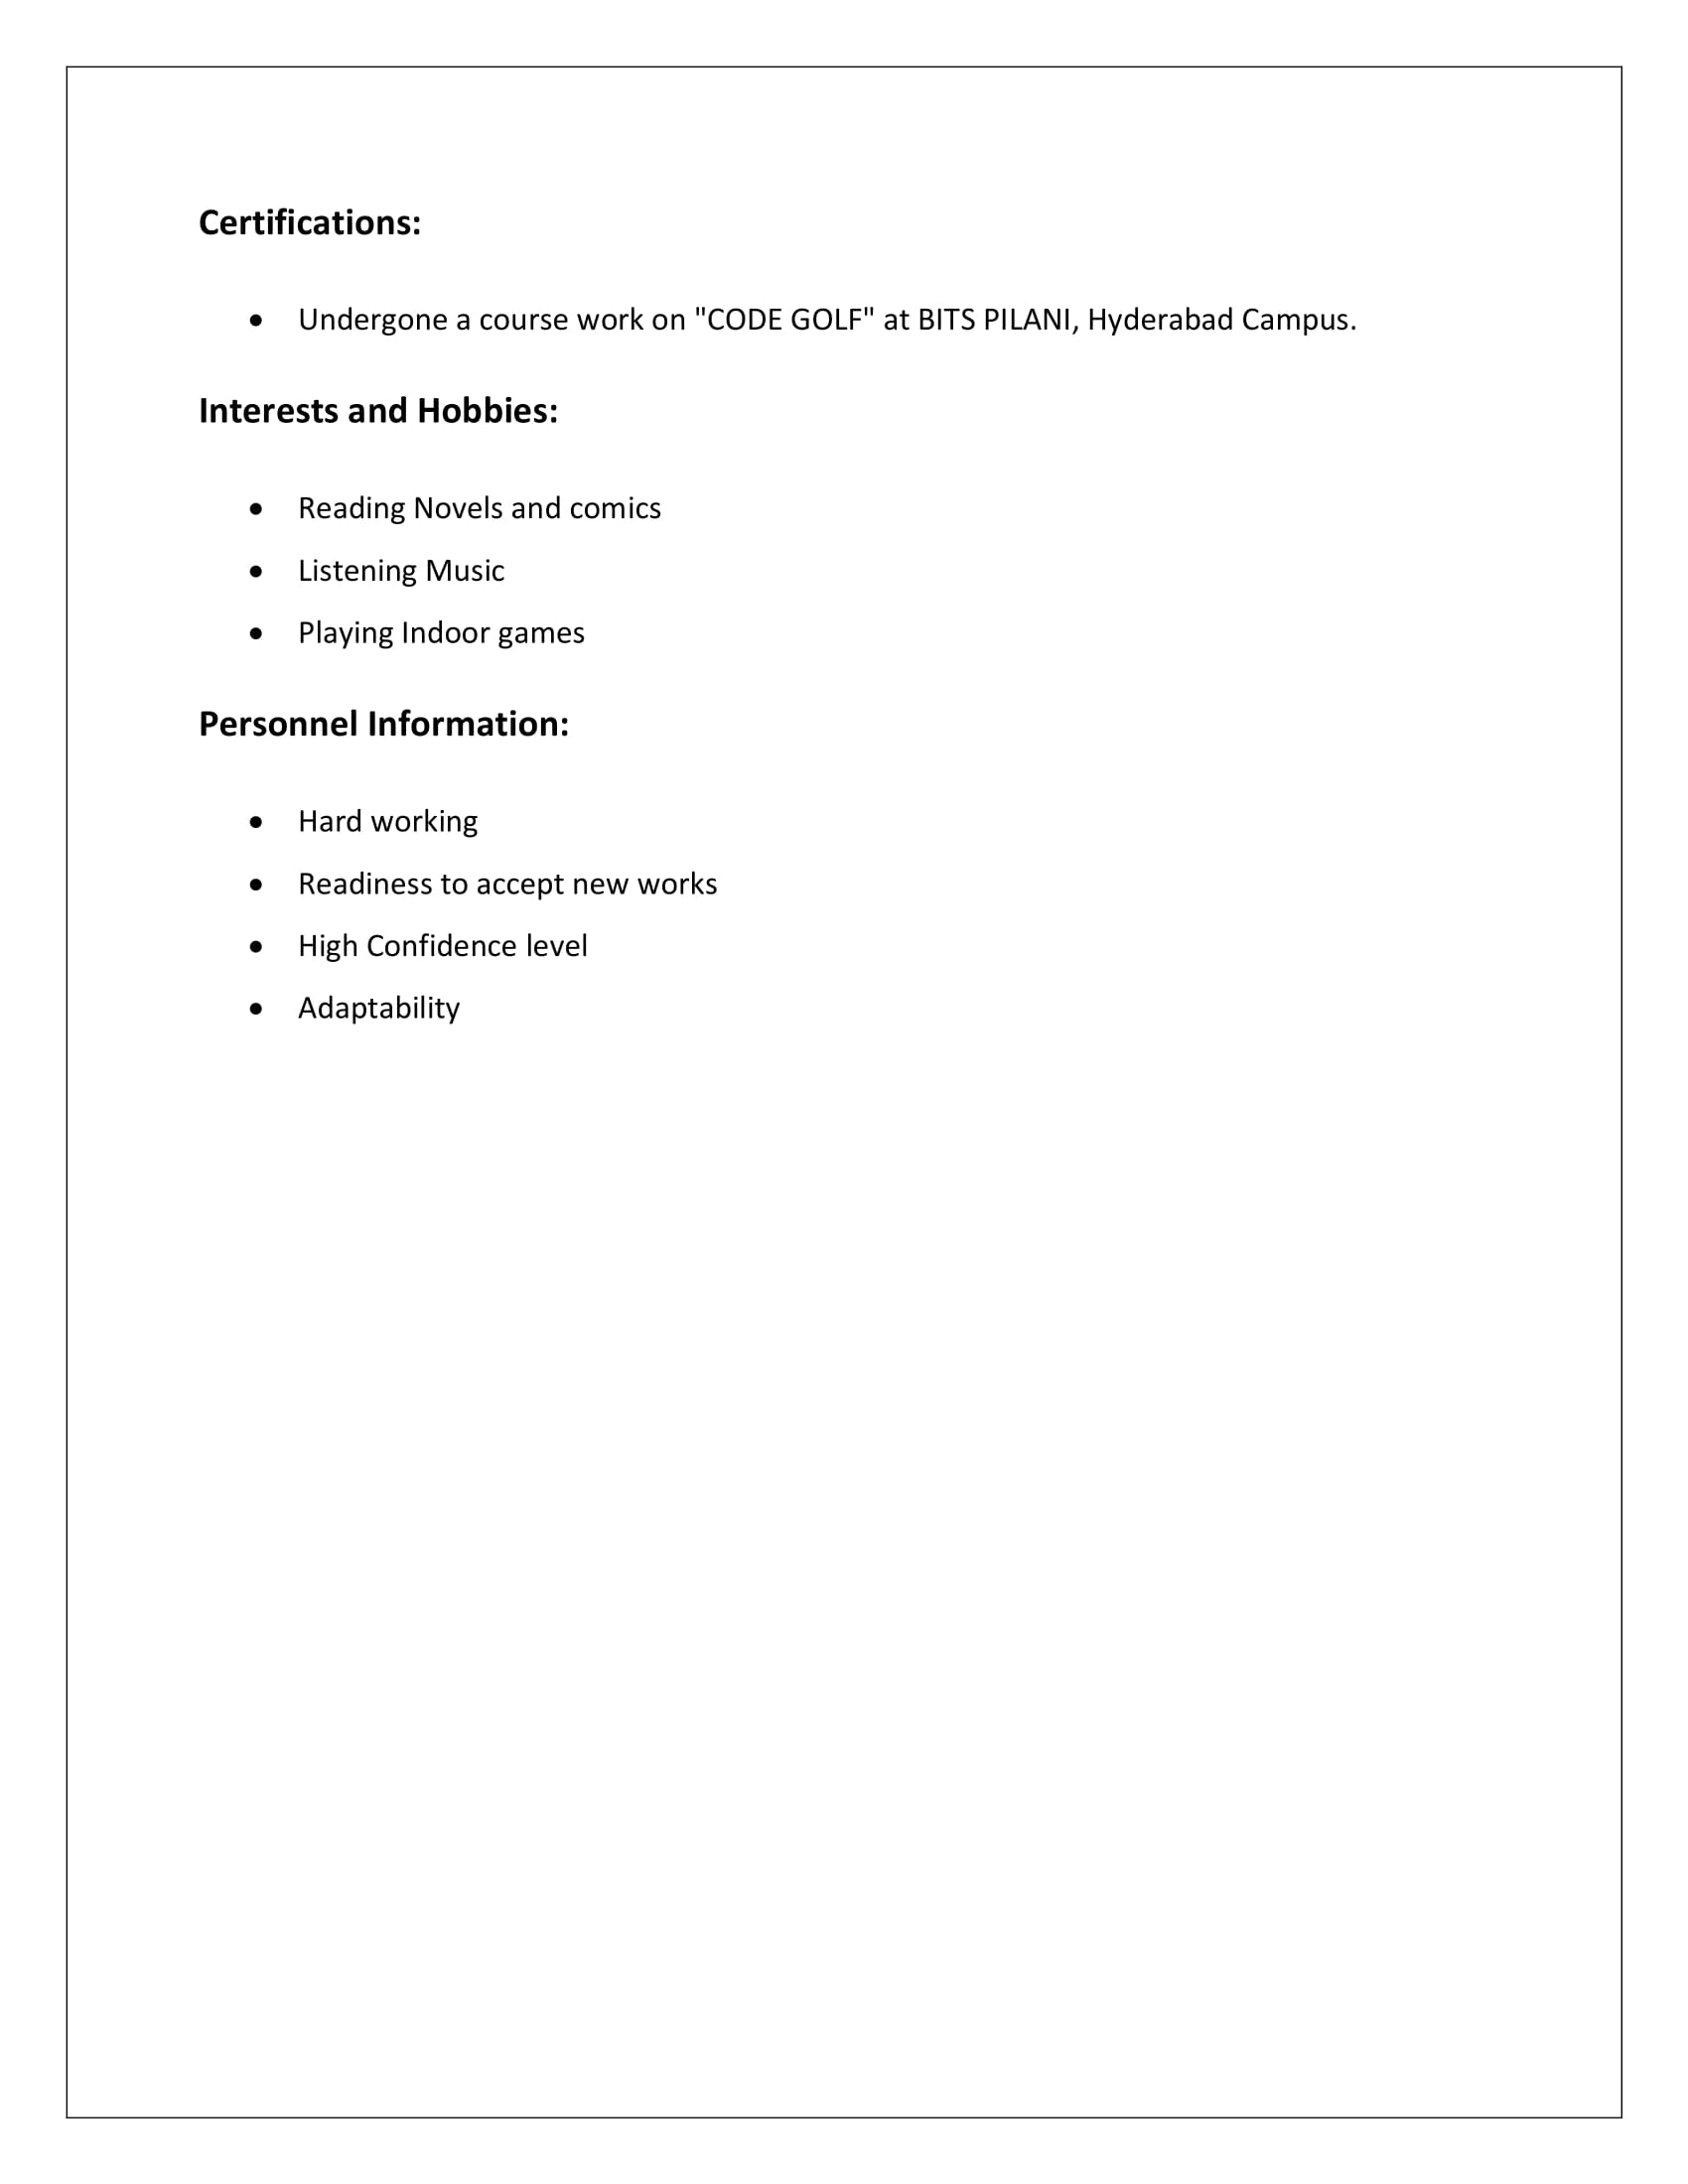 Certifications:
• Undergone a course work on "CODE GOLF" at BITS PILANI, Hyderabad Campus.
Interests and Hobbies:
• Reading Novels and comics
• Listening Music
• Playing Indoor games
Personnel Information:
• Hard working
• Readiness to accept new works
• High Confidence level
• Adaptability